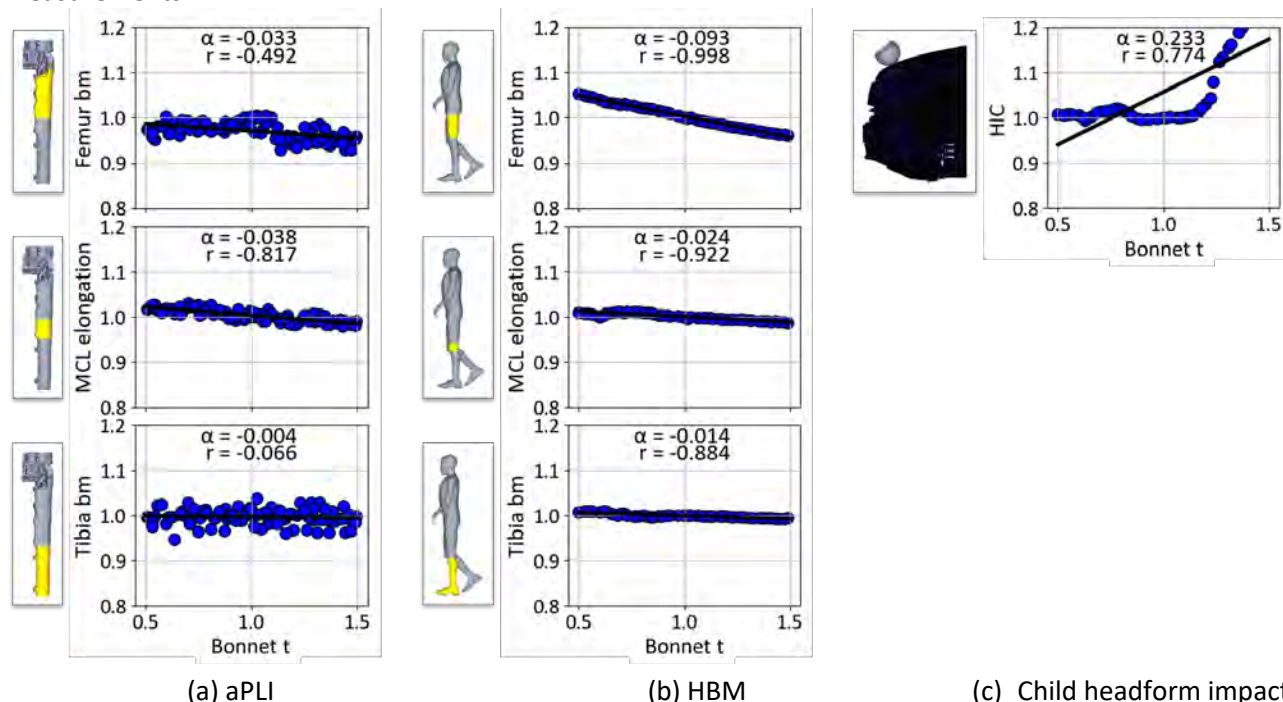 1.2
α = -0.033
r = -0.492
1.1
1.0
0.9
0.8
Femur bm
1.2
α = -0.038
r = -0.817
1.1
1.0
0.9
0.8
MCL elongation
1.2
α = -0.004
r = -0.066
1.1
1.0
0.9
0.8
Tibia bm
0.5 1.0 1.5
Bonnet t
(a) aPLI
1.2
α = -0.093
r = -0.998
1.1
1.0
0.9
0.8
Femur bm
1.2
α = -0.024
r = -0.922
1.1
1.0
0.9
0.8
MCL elongation
1.2
α = -0.014
r = -0.884
1.1
1.0
0.9
0.8
Tibia bm
0.5 1.0 1.5
Bonnet t
(b) HBM
1.2
α = 0.233
r = 0.774
1.1
1.0
0.9
0.8
HIC
0.5 1.0 1.5
Bonnet t
(c) Child headform impact